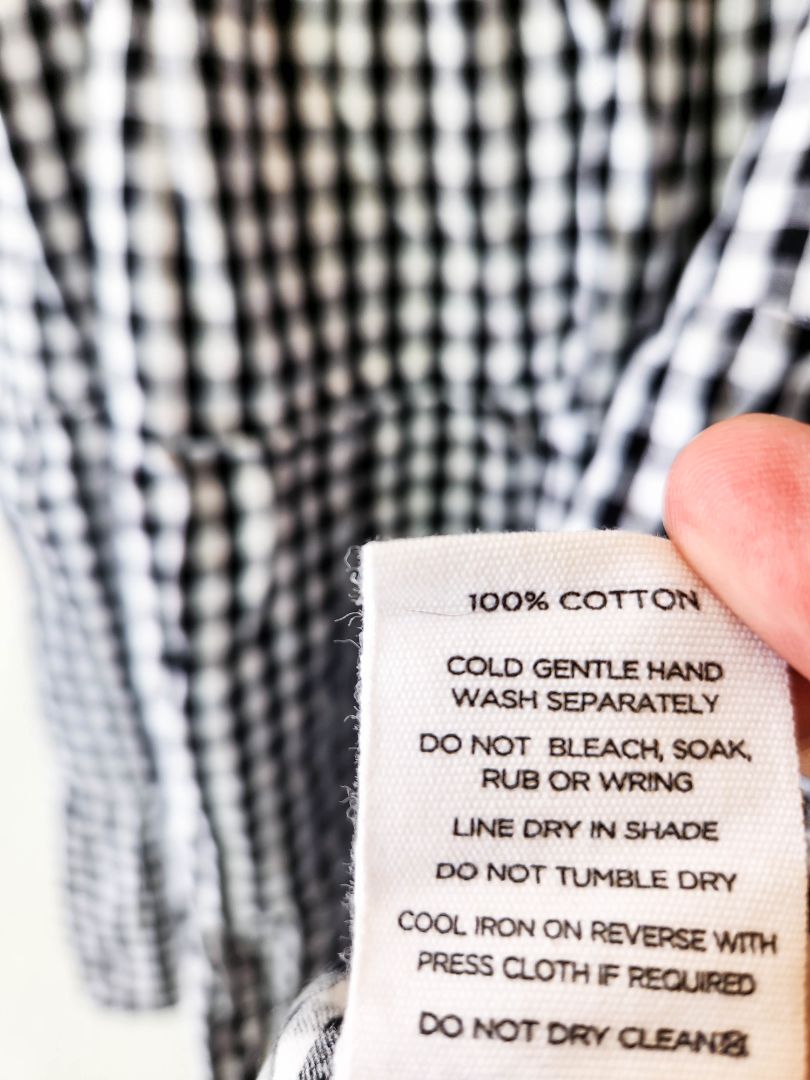 100% COTTON
COLD GENTLE HAND
WASH SEPARATELY
DO NOT BLEACH, SOAK,
RUB OR WRING
LINE DRY IN SHADE
DO NOT TUMBLE DRY
COOL IRON ON REVERSE WITH
PRESS CLOTH IF REQUIRED
DO NOT DRY CLEAN